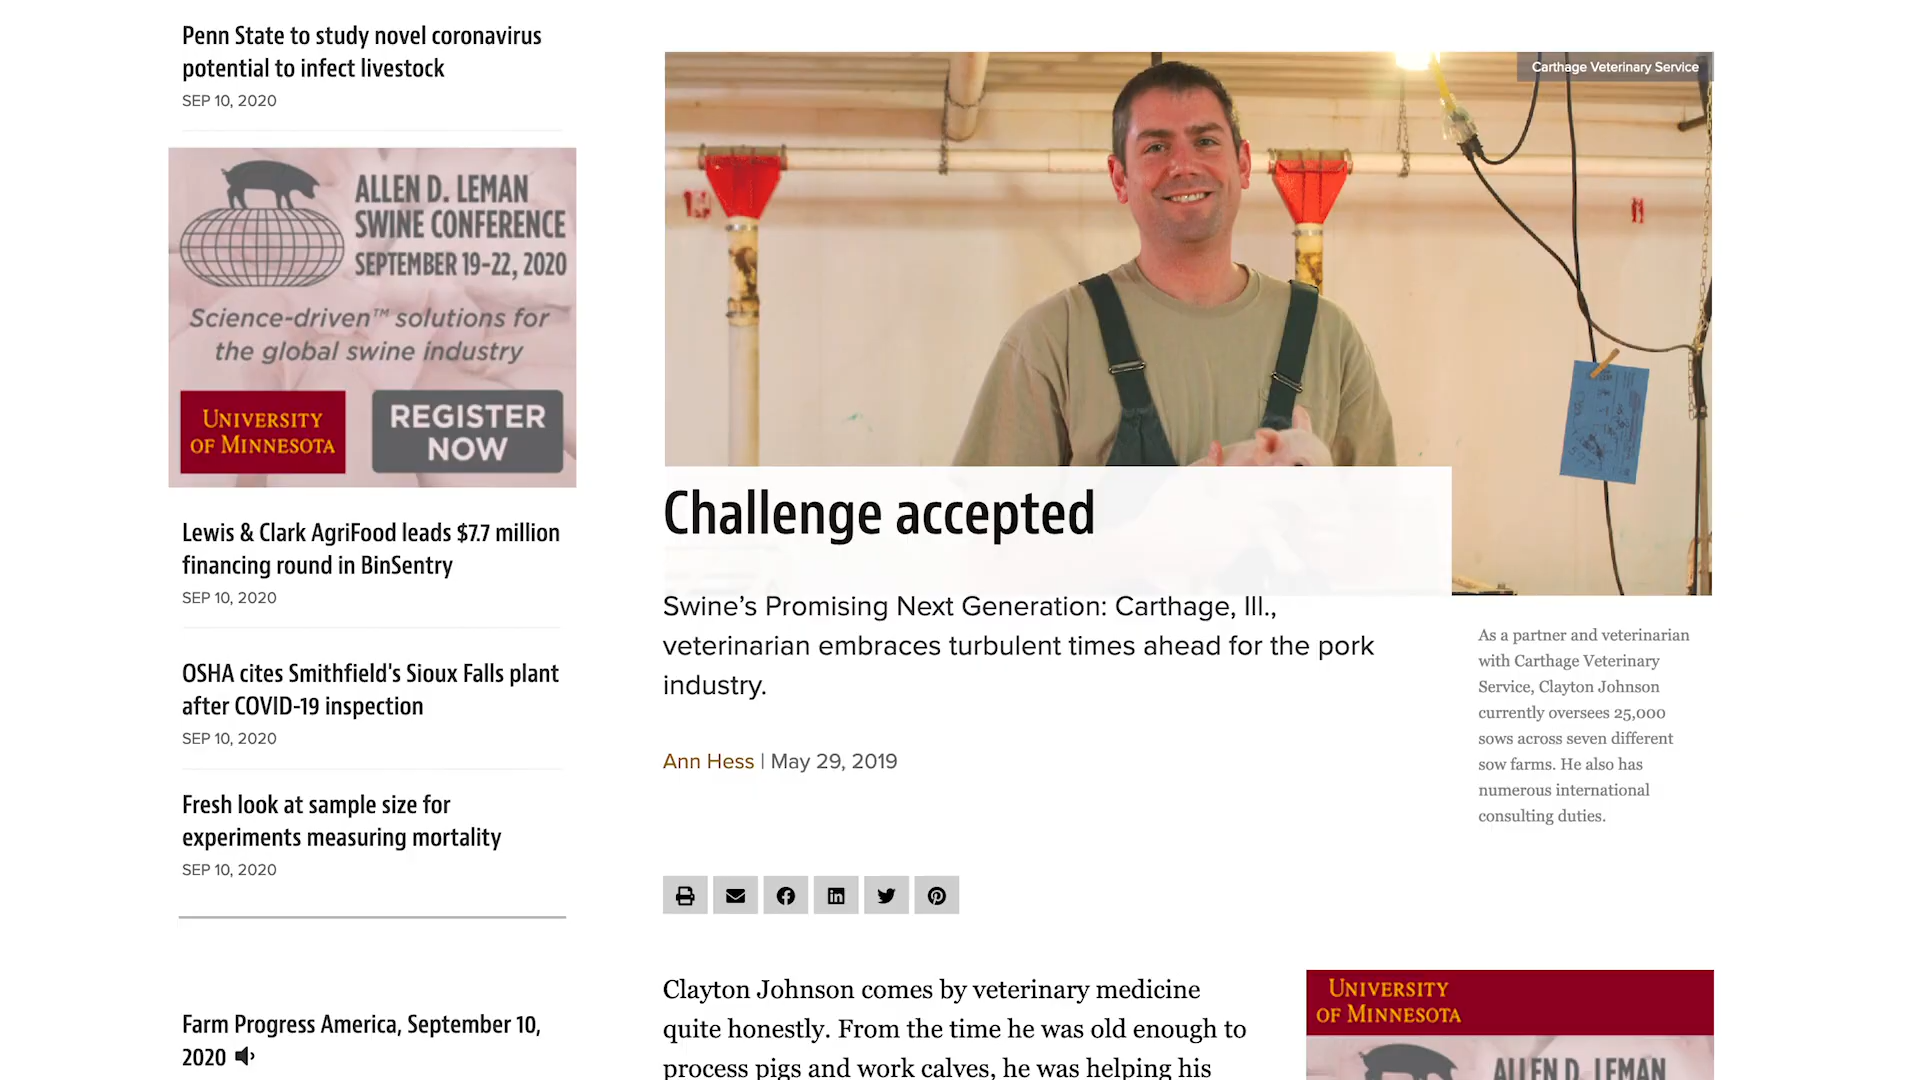 Penn State to study novel coronavirus
potential to infect livestock
SEP 10, 2020
ALLEN D. LEMAN
SWINE CONFERENCE
SEPTEMBER 19-22, 2020
Science-driven™ solutions for
the global swine industry
UNIVERSITY
OF MINNESOTA
REGISTER
NOW
Lewis & Clark AgriFood leads $7.7 million
financing round in BinSentry
SEP 10, 2020
OSHA cites Smithfield's Sioux Falls plant
after COVID-19 inspection
SEP 10, 2020
Fresh look at sample size for
experiments measuring mortality
SEP 10, 2020
Farm Progress America, September 10,
2020
Carthage Veterinary Service
Challenge accepted
Swine’s Promising Next Generation: Carthage, Ill.,
veterinarian embraces turbulent times ahead for the pork
industry.
Ann Hess | May 29, 2019
As a partner and veterinarian
with Carthage Veterinary
Service, Clayton Johnson
currently oversees 25,000
sows across seven different
sow farms. He also has
numerous international
consulting duties.
Clayton Johnson comes by veterinary medicine
quite honestly. From the time he was old enough to
process pigs and work calves, he was helping his
UNIVERSITY
OF MINNESOTA
ALLEN D. LEMAN